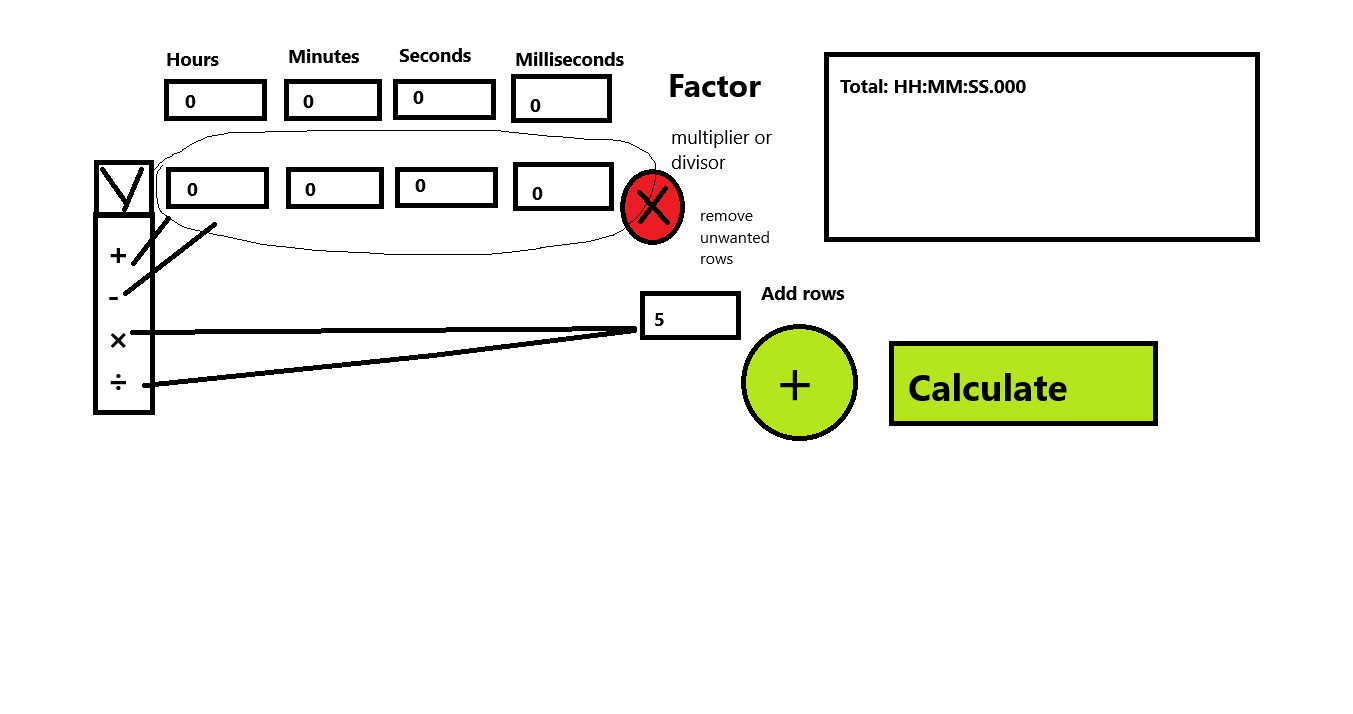 Hours Minutes Seconds Milliseconds
0 0 0 0
Factor
multiplier or
divisor
Total: HH:MM:SS.000
0 0 0 0
X
remove
unwanted
rows
+
-
×
÷
5
Add rows
+
Calculate